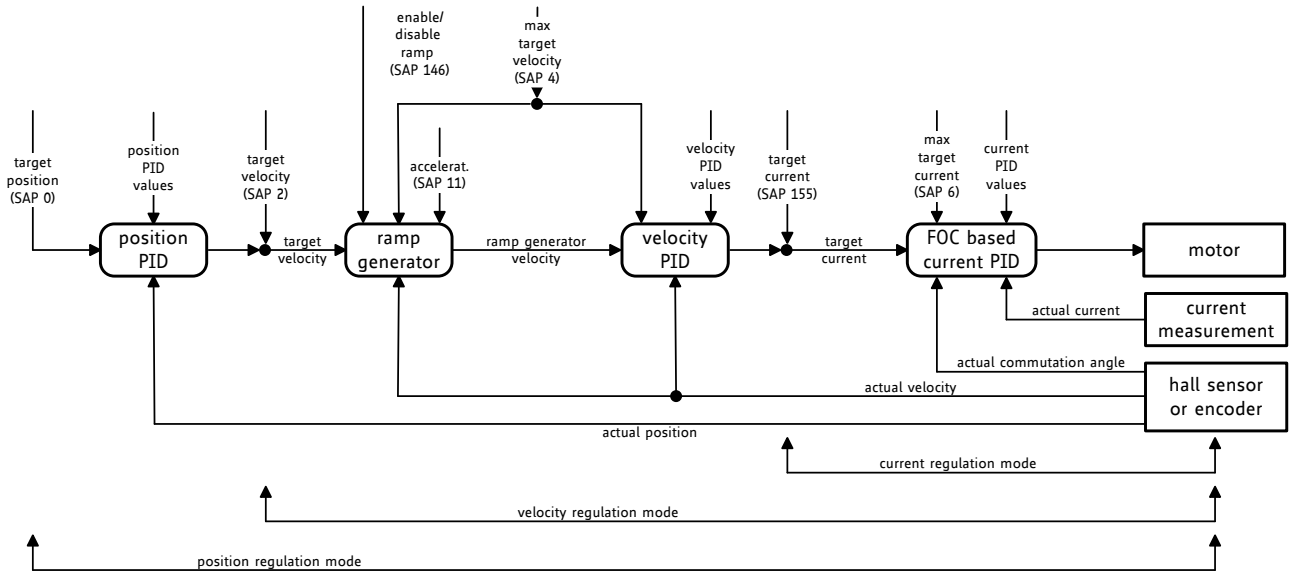 enable/
disable
ramp
(SAP 146)
max
target
velocity
(SAP 4)
target
position
(SAP 0)
position
PID
values
target
velocity
(SAP 2)
accelerat.
(SAP 11)
velocity
PID
values
target
current
(SAP 155)
max
target
current
(SAP 6)
current
PID
values
position
PID
target
velocity
ramp
generator
ramp generator
velocity
velocity
PID
target
current
FOC based
current PID
motor
actual current
current
measurement
actual commutation angle
actual velocity
hall sensor
or encoder
actual position
current regulation mode
velocity regulation mode
position regulation mode